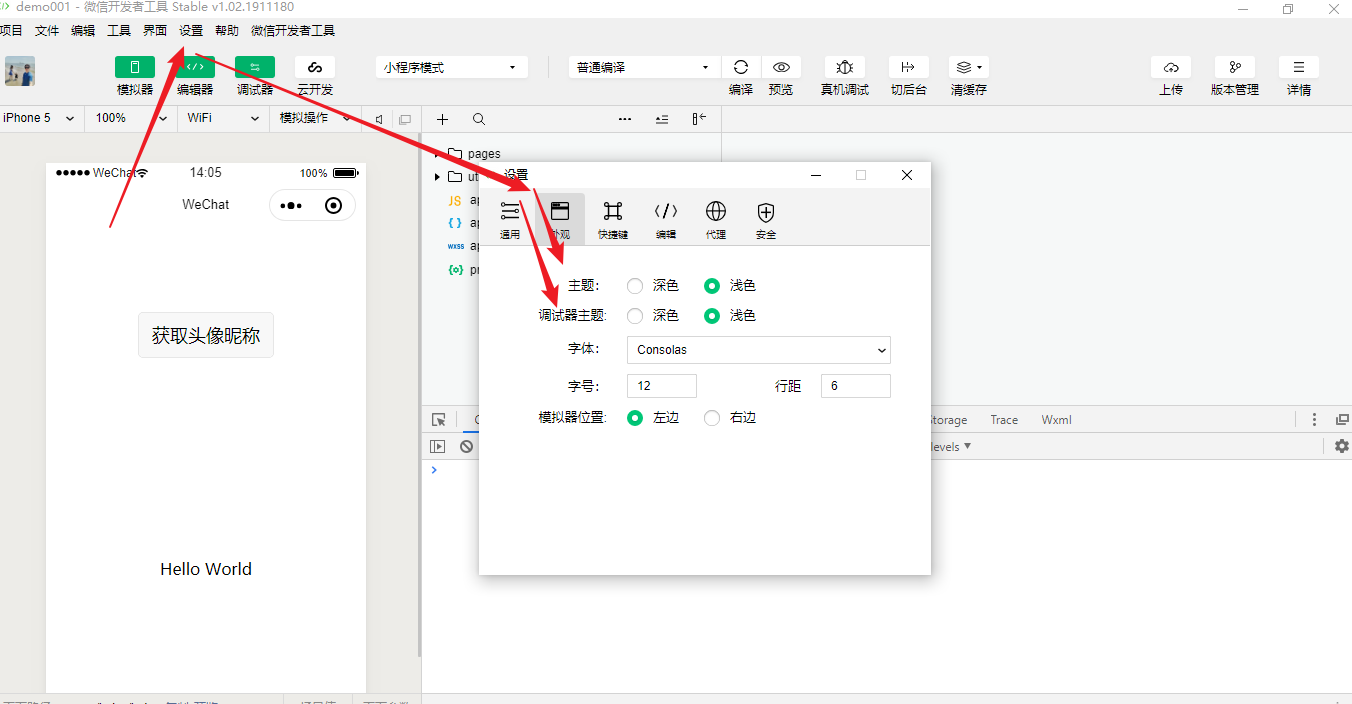 demo001 - 微信开发者工具 Stable v1.02.1911180
项目 文件 编辑 工具 界面 设置 帮助 微信开发者工具
小程序模式 普通编译
模拟器 编辑器 调试器 云开发 编译 预览 真机调试 切后台 清缓存 上传 版本管理 详情
iPhone 5 100% WiFi 模拟操作
WeChat 14:05 100%
WeChat
获取头像昵称
Hello World
pages
JS
{ }
wxss
{o}
设置
通用 外观 快捷键 编辑 代理 安全
主题: 深色 浅色
调试器主题: 深色 浅色
字体: Consolas
字号: 12 行距 6
模拟器位置: 左边 右边
Trace Wxml
levels